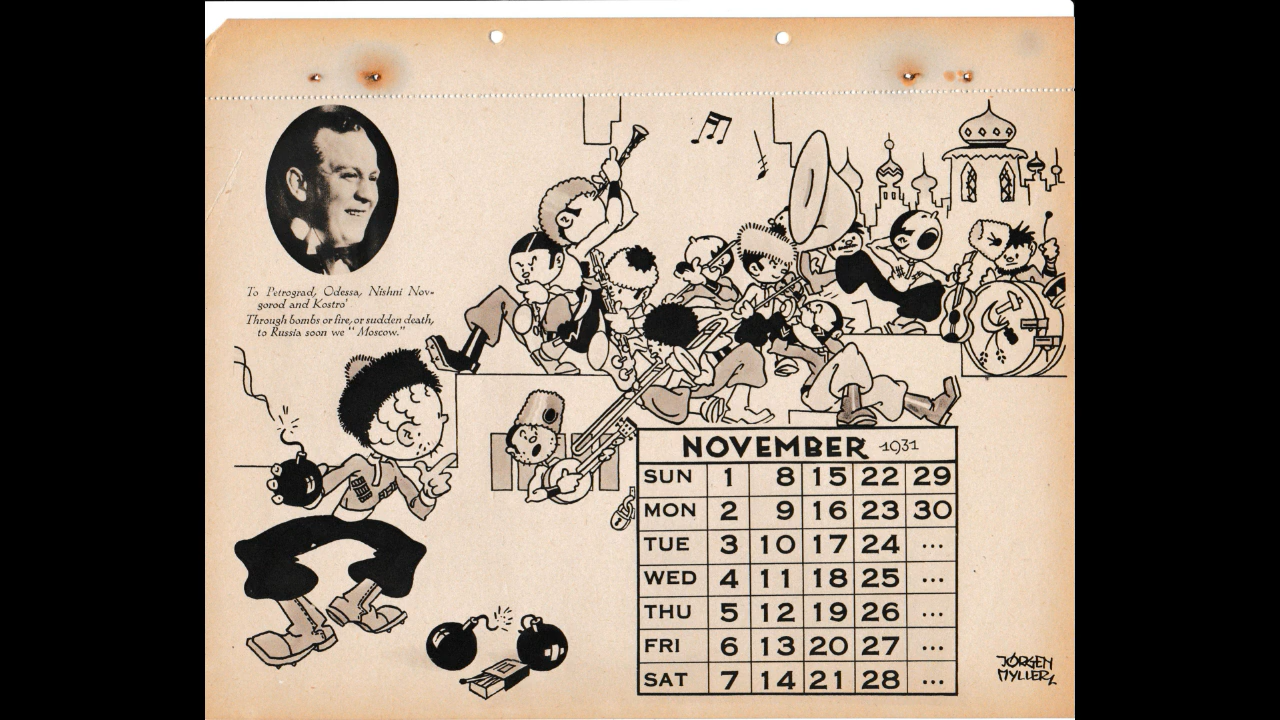 To Petrograd, Odessa, Nishni Nov-
gorod and Kostro'
Through bombs or fire, or sudden death,
to Russia soon we "Moscow."
NOVEMBER 1931
SUN 1 8 15 22 29
MON 2 9 16 23 30
TUE 3 10 17 24 ...
WED 4 11 18 25 ...
THU 5 12 19 26 ...
FRI 6 13 20 27 ...
SAT 7 14 21 28 ...
JØRGEN
MYLLER